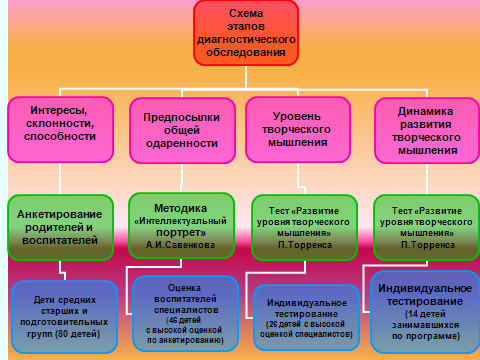 Схема
этапов
диагностического
обследования
Интересы,
склонности,
способности
Предпосылки
общей
одаренности
Уровень
творческого
мышления
Динамика
развития
творческого
мышления
Анкетирование
родителей и
воспитателей
Методика
«Интеллектуальный
портрет»
А.И.Савенкова
Тест «Развитие
уровня творческого
мышления»
П.Торренса
Тест «Развитие
уровня творческого
мышления»
П.Торренса
Дети средних
старших и
подготовительных
групп (80 детей)
Оценка
воспитателей
специалистов
(46 детей
с высокой оценкой
по анкетированию)
Индивидуальное
тестирование
(26 детей с высокой
оценкой специалистов)
Индивидуальное
тестирование
(14 детей
занимавшихся
по программе)